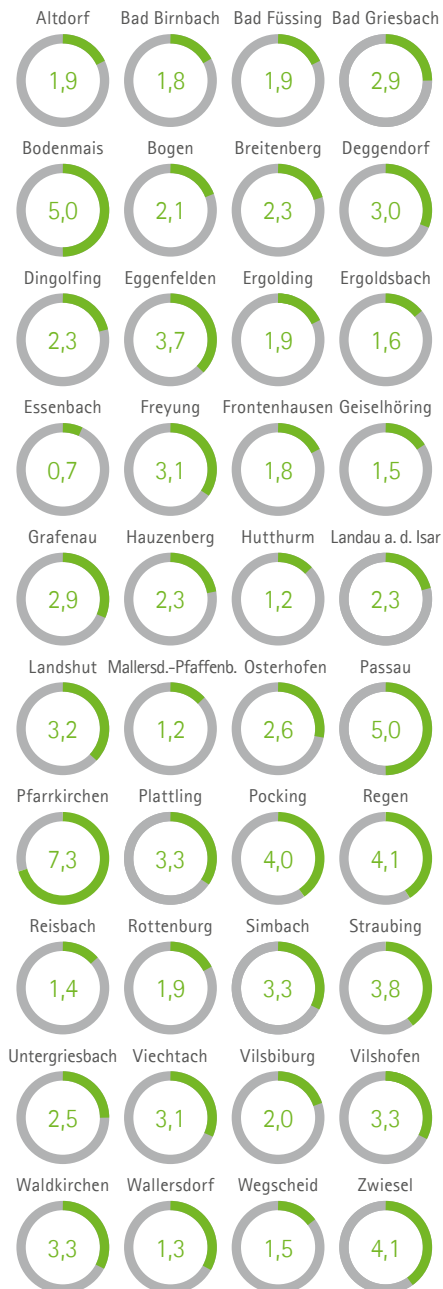 Altdorf Bad Birnbach Bad Füssing Bad Griesbach
1,9 1,8 1,9 2,9
Bodenmais Bogen Breitenberg Deggendorf
5,0 2,1 2,3 3,0
Dingolfing Eggenfelden Ergolding Ergoldsbach
2,3 3,7 1,9 1,6
Essenbach Freyung Frontenhausen Geiselhöring
0,7 3,1 1,8 1,5
Grafenau Hauzenberg Hutthurm Landau a. d. Isar
2,9 2,3 1,2 2,3
Landshut Mallersd.-Pfaffenb. Osterhofen Passau
3,2 1,2 2,6 5,0
Pfarrkirchen Plattling Pocking Regen
7,3 3,3 4,0 4,1
Reisbach Rottenburg Simbach Straubing
1,4 1,9 3,3 3,8
Untergriesbach Viechtach Vilsbiburg Vilshofen
2,5 3,1 2,0 3,3
Waldkirchen Wallersdorf Wegscheid Zwiesel
3,3 1,3 1,5 4,1